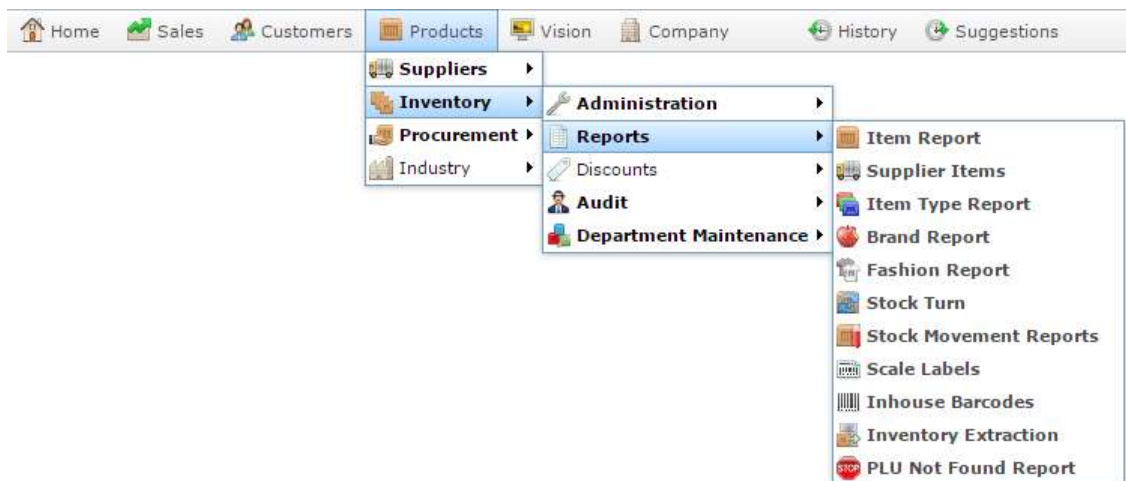 Home Sales Customers Products Vision Company History Suggestions
Suppliers
Inventory
Procurement
Industry
Administration
Reports
Discounts
Audit
Department Maintenance
Item Report
Supplier Items
Item Type Report
Brand Report
Fashion Report
Stock Turn
Stock Movement Reports
Scale Labels
Inhouse Barcodes
Inventory Extraction
STOP PLU Not Found Report